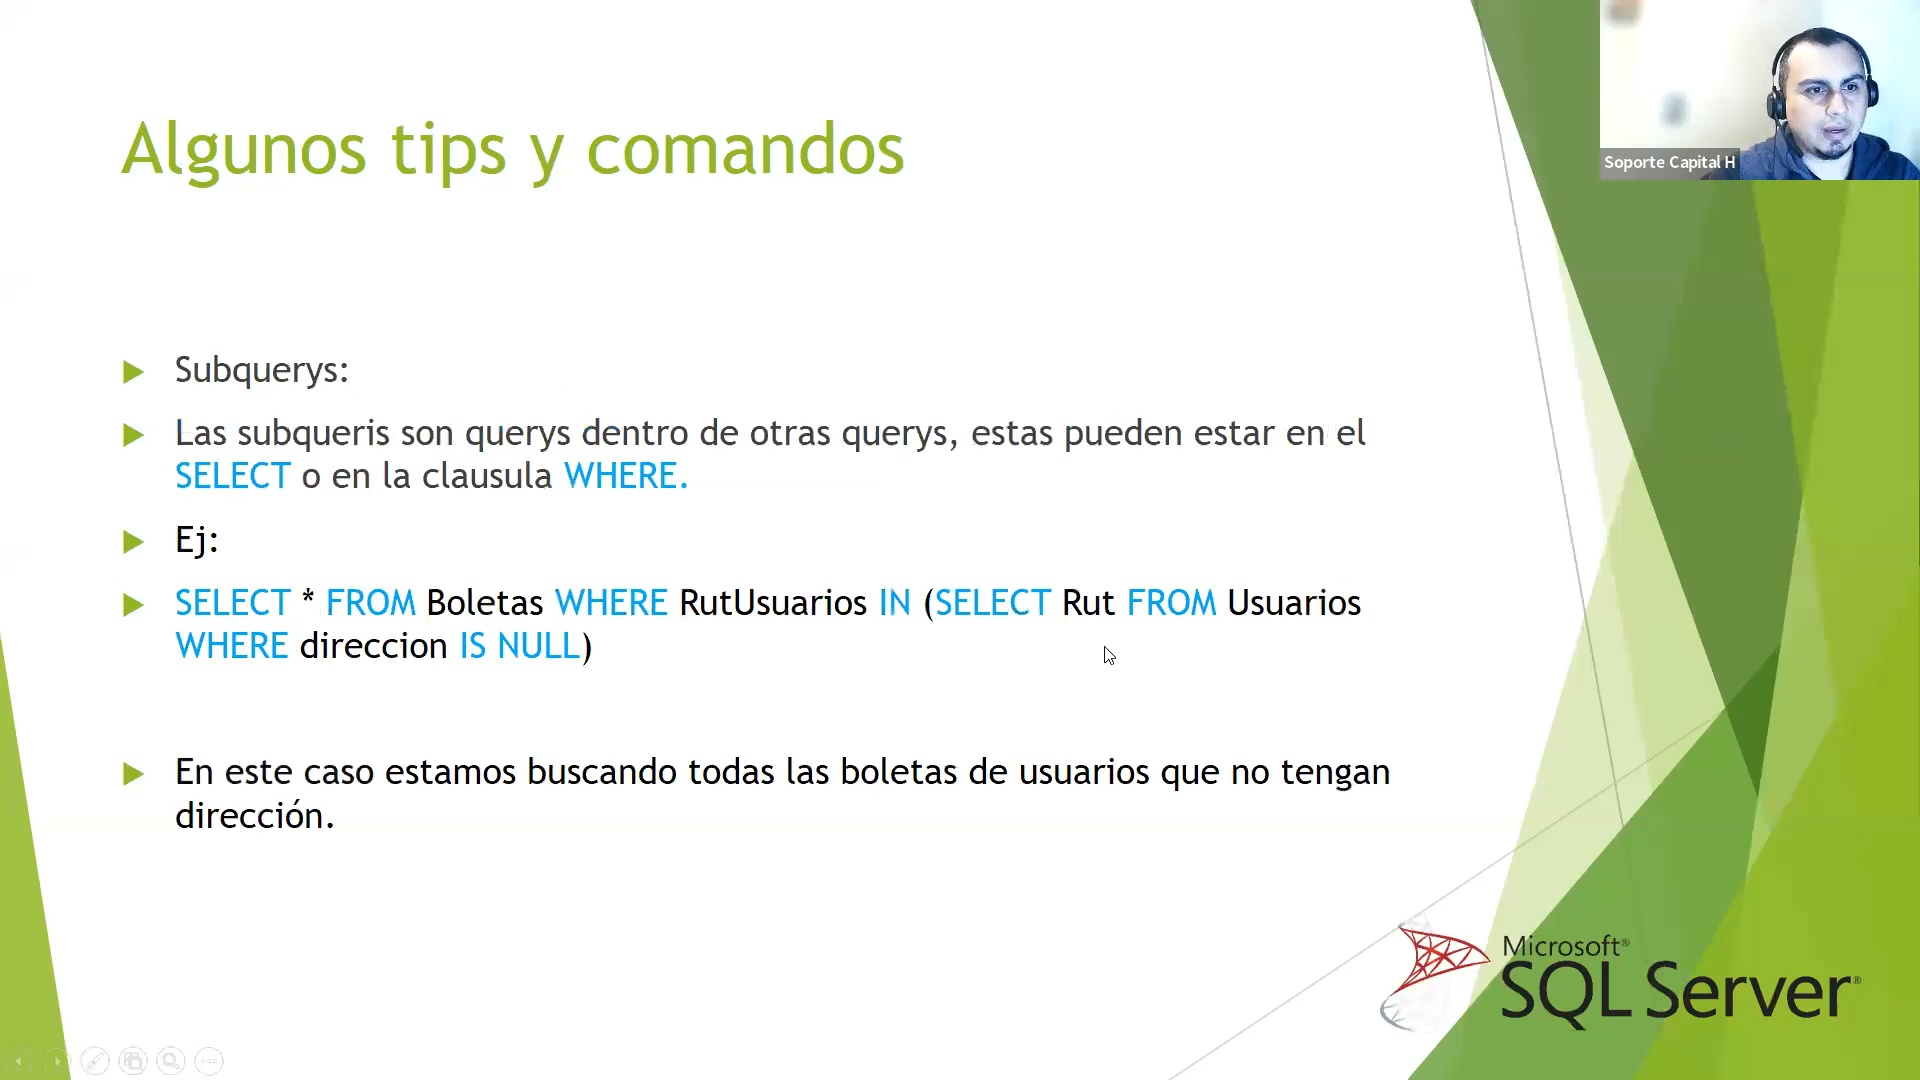 Soporte Capital H
Algunos tips y comandos
Subquerys:
Las subqueris son querys dentro de otras querys, estas pueden estar en el
SELECT o en la clausula WHERE.
Ej:
SELECT * FROM Boletas WHERE RutUsuarios IN (SELECT Rut FROM Usuarios
WHERE direccion IS NULL)
En este caso estamos buscando todas las boletas de usuarios que no tengan
dirección.
Microsoft®
SQL Server®